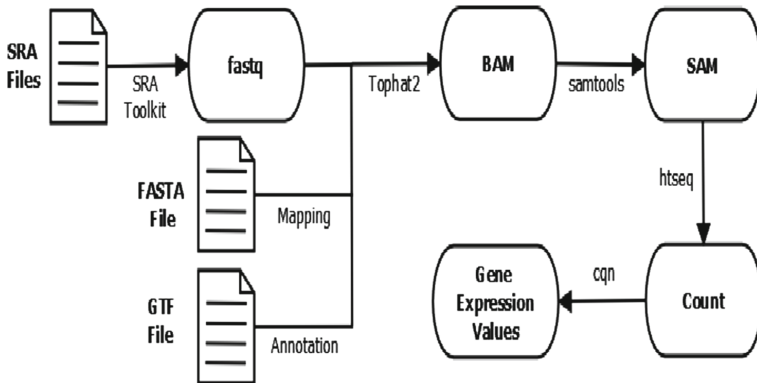 SRA
Files
SRA
Toolkit
fastq
Tophat2
BAM
samtools
SAM
FASTA
File
Mapping
htseq
GTF
File
Annotation
Gene
Expression
Values
cqn
Count